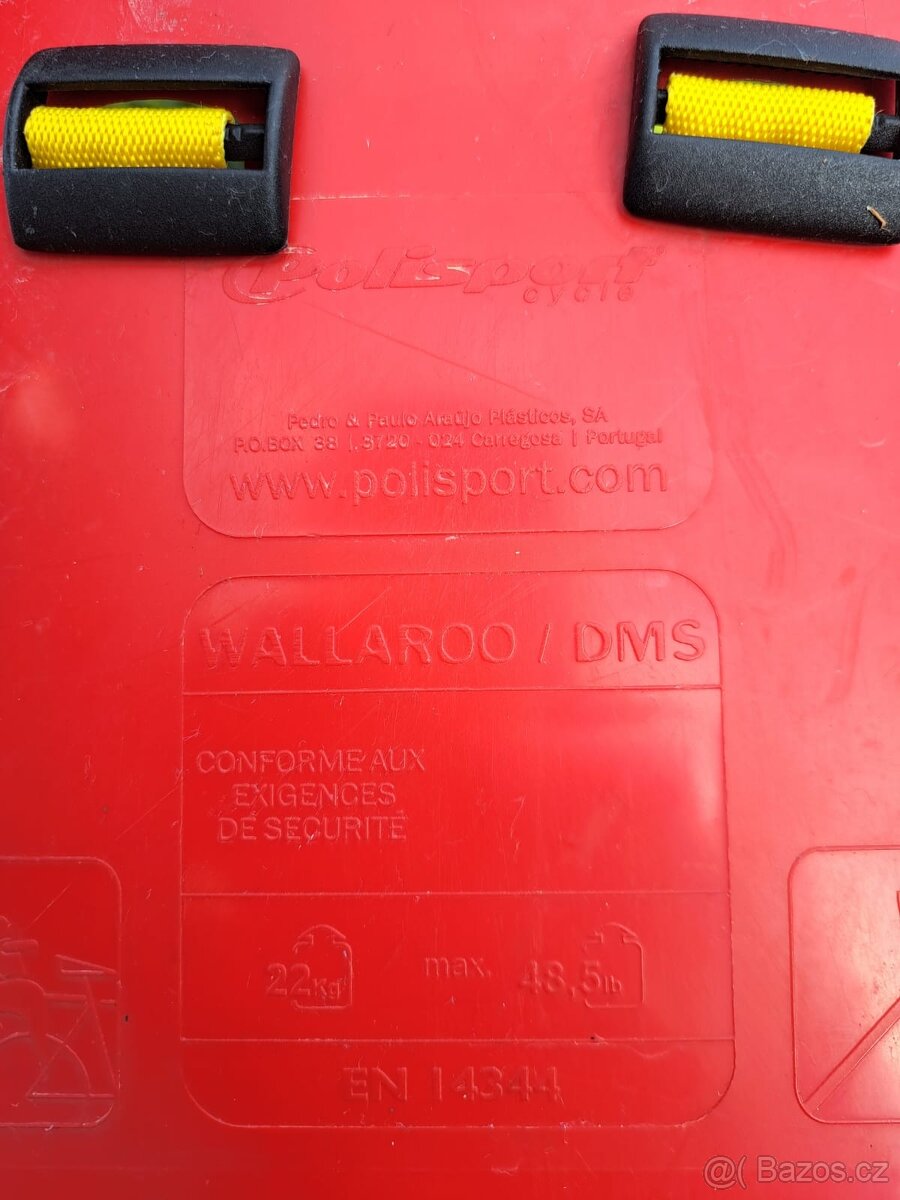 Polisport
cycle
Pedro & Paulo Araújo Plásticos, SA
P.O.BOX 38 | 3720 - 024 Carregosa | Portugal
www.polisport.com
WALLAROO / DMS
CONFORME AUX
EXIGENCES
DE SECURITÉ
22Kg max. 48,5lb
EN 14344
@( Bazos.cz